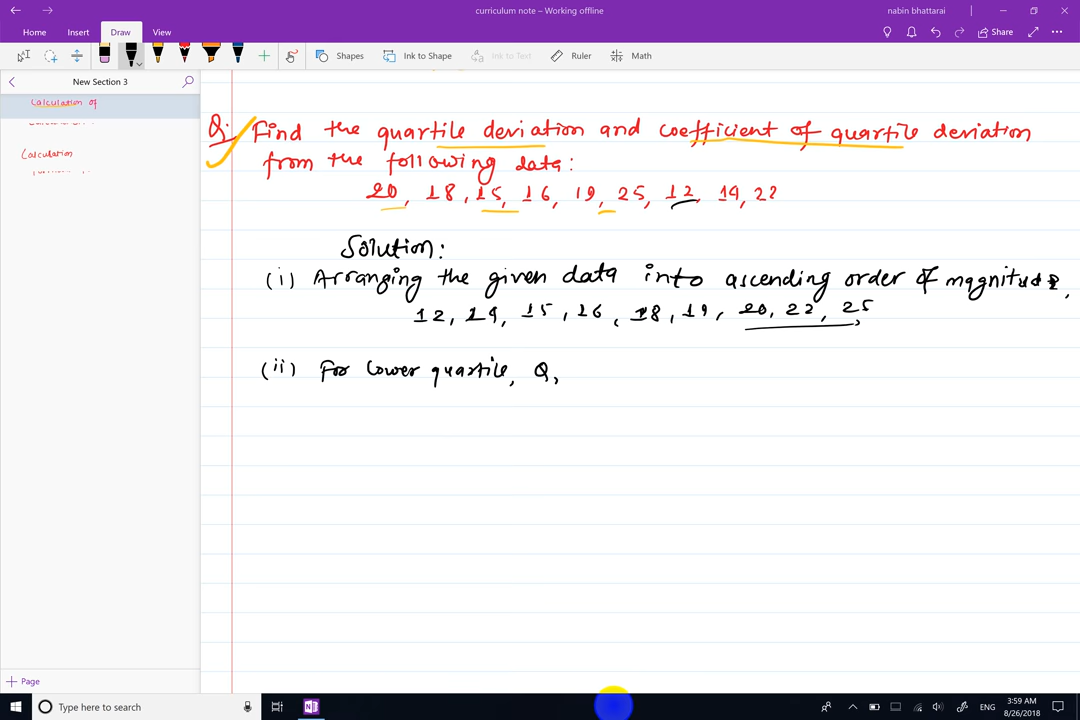 curriculum note – Working offline
nabin bhattarai
Home Insert Draw View
Share
Shapes Ink to Shape Ink to Text Ruler Math
New Section 3
Calculation of
Calculation
Q: Find the quartile deviation and coefficient of quartile deviation
from the following data:
20, 18, 15, 16, 19, 25, 12, 14, 22
Solution:
(i) Arranging the given data into ascending order of magnitude,
12, 14, 15, 16, 18, 19, 20, 22, 25
(ii) For lower quartile, Q,
+ Page
Type here to search
ENG
3:59 AM
8/26/2018